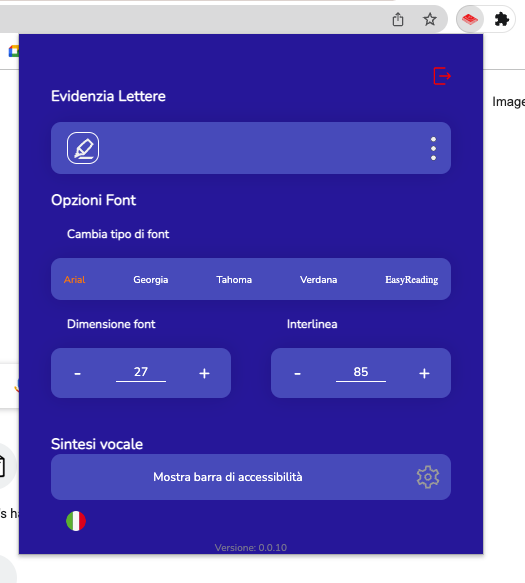 Image
Evidenzia Lettere
Opzioni Font
Cambia tipo di font
Arial Georgia Tahoma Verdana EasyReading
Dimensione font Interlinea
- 27 + - 85 +
Sintesi vocale
Mostra barra di accessibilità
's ha
Versione: 0.0.10